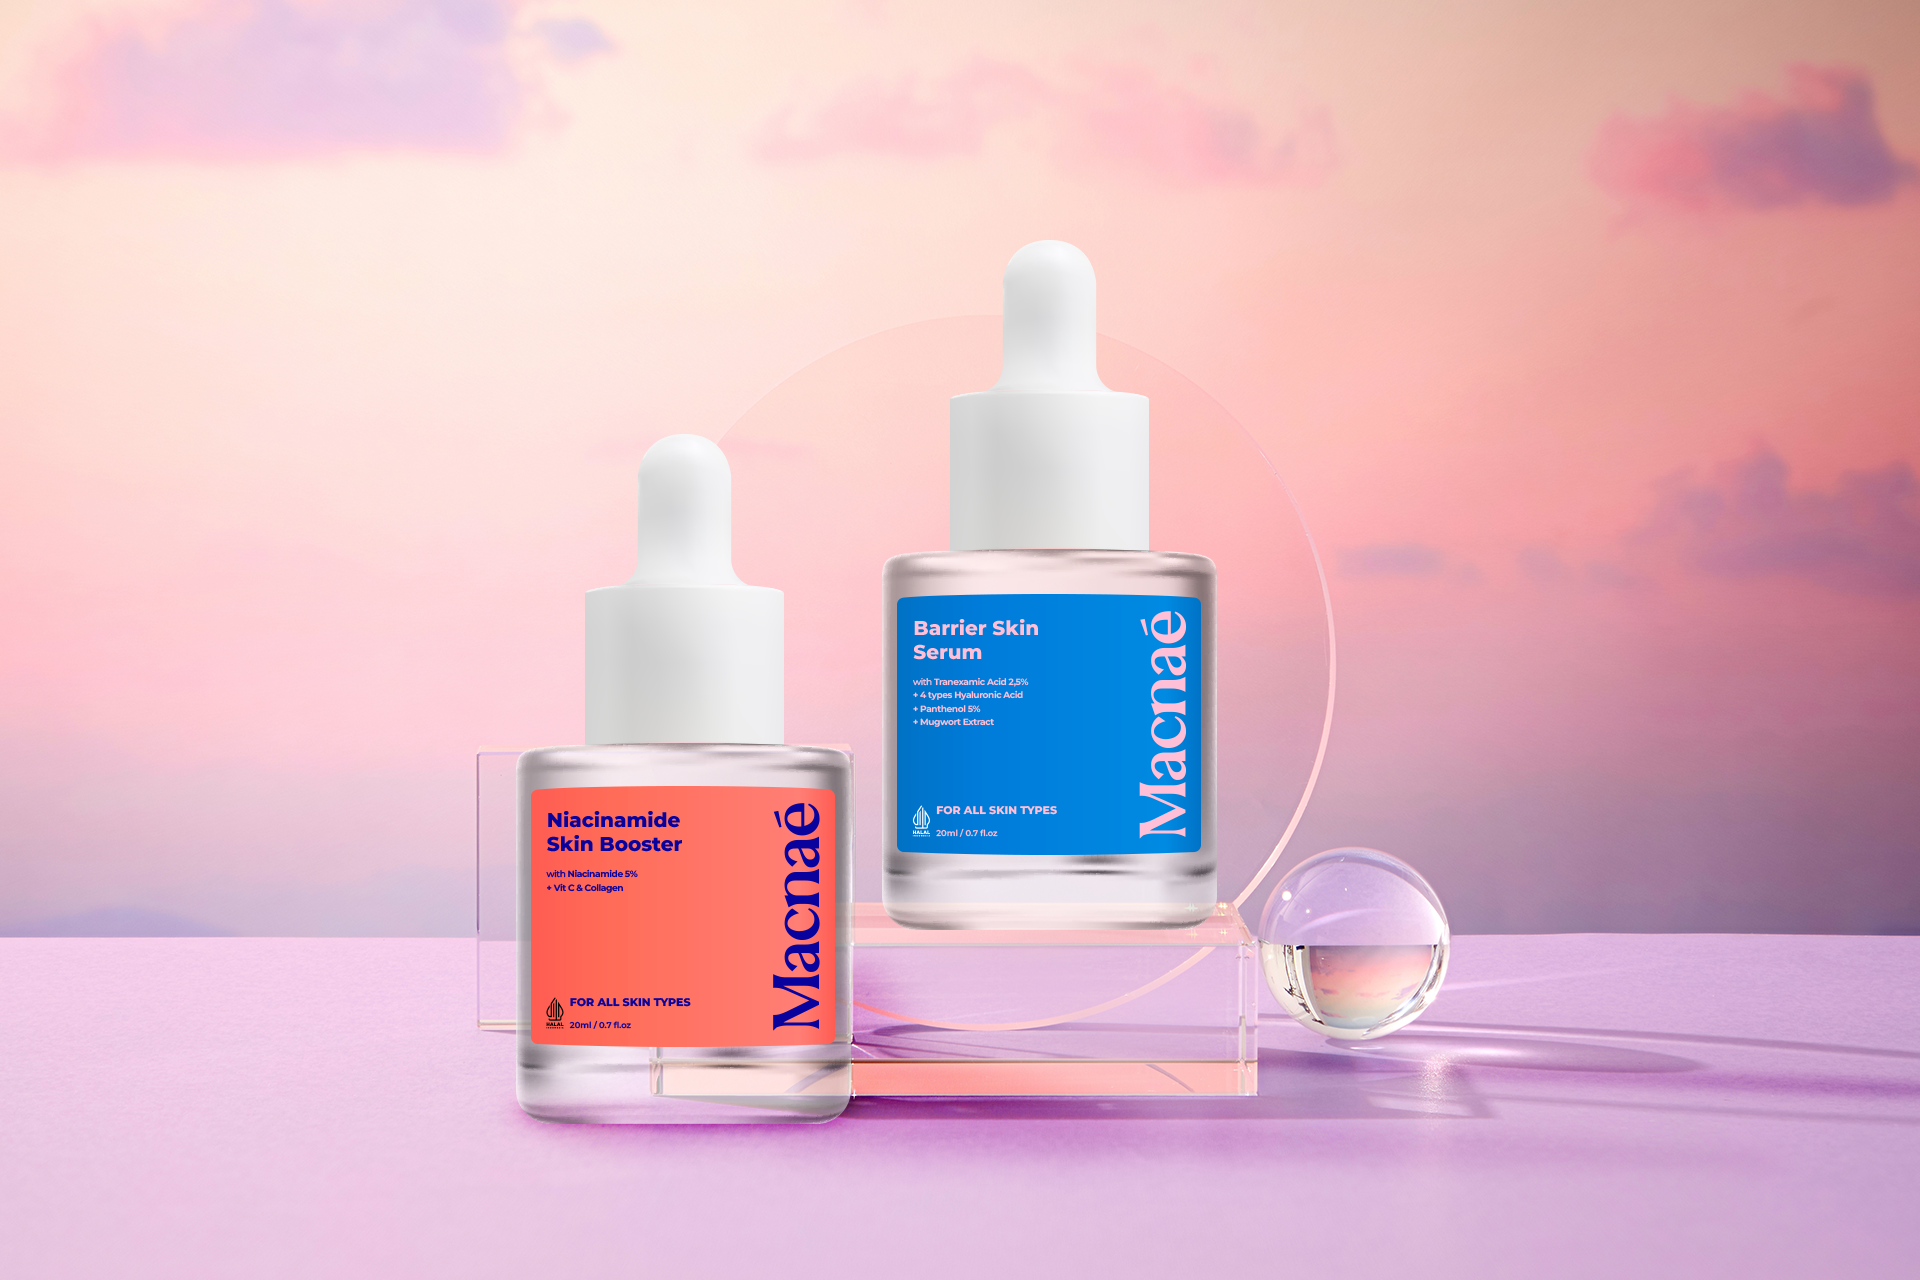 Barrier Skin
Serum
with Tranexamic Acid 2,5%
+ 4 types Hyaluronic Acid
+ Panthenol 5%
+ Mugwort Extract
HALAL
FOR ALL SKIN TYPES
20ml / 0.7 fl.oz
Macnaé
Niacinamide
Skin Booster
with Niacinamide 5%
+ Vit C & Collagen
HALAL
FOR ALL SKIN TYPES
20ml / 0.7 fl.oz
Macnaé